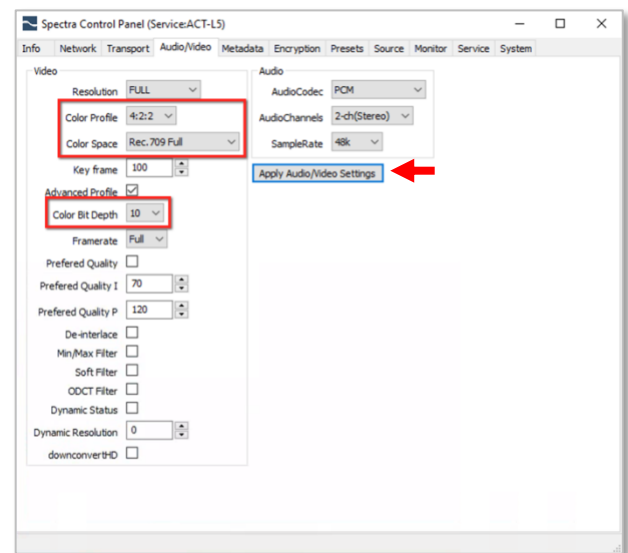 Spectra Control Panel (Service:ACT-L5)
Info Network Transport Audio/Video Metadata Encryption Presets Source Monitor Service System
Video
Resolution FULL
Color Profile 4:2:2
Color Space Rec.709 Full
Key frame 100
Advanced Profile
Color Bit Depth 10
Framerate Full
Prefered Quality
Prefered Quality I 70
Prefered Quality P 120
De-interlace
Min/Max Filter
Soft Filter
ODCT Filter
Dynamic Status
Dynamic Resolution 0
downconvertHD
Audio
AudioCodec PCM
AudioChannels 2-ch(Stereo)
SampleRate 48k
Apply Audio/Video Settings